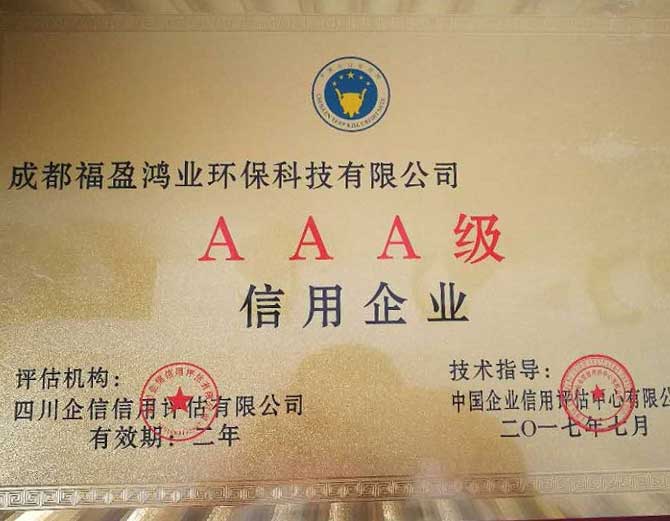 成都福盈鸿业环保科技有限公司
AAA级
信用企业
评估机构：
四川企信信用评估有限公司
有效期：二年
技术指导：
中国企业信用评估中心有限公
二〇一七年七月